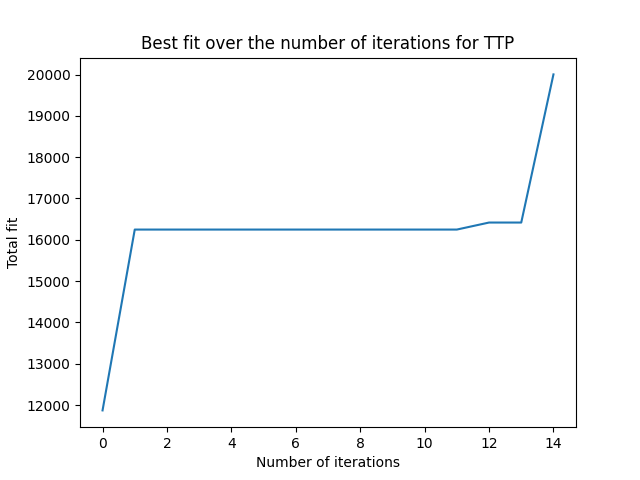 Best fit over the number of iterations for TTP
20000
19000
18000
17000
16000
15000
14000
13000
12000
Total fit
0 2 4 6 8 10 12 14
Number of iterations